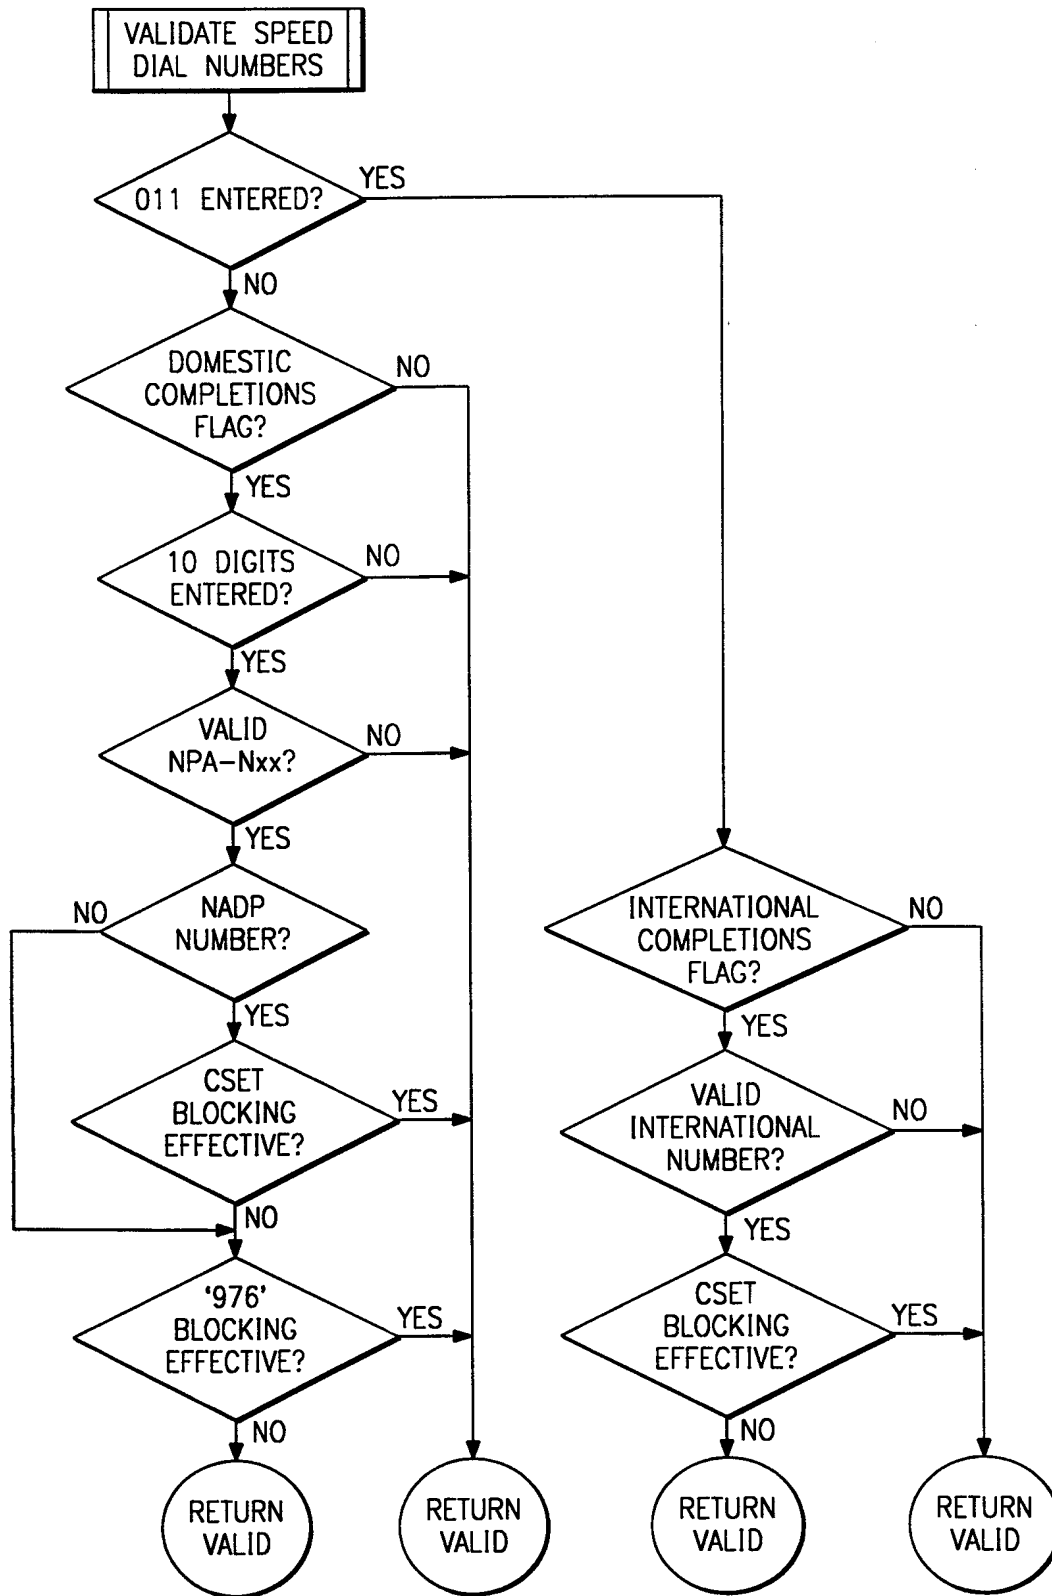 VALIDATE SPEED
DIAL NUMBERS
011 ENTERED?
YES
NO
DOMESTIC
COMPLETIONS
FLAG?
NO
YES
10 DIGITS
ENTERED?
NO
YES
VALID
NPA-Nxx?
NO
YES
NADP
NUMBER?
NO
YES
CSET
BLOCKING
EFFECTIVE?
YES
NO
'976'
BLOCKING
EFFECTIVE?
YES
NO
RETURN
VALID
RETURN
VALID
INTERNATIONAL
COMPLETIONS
FLAG?
NO
YES
VALID
INTERNATIONAL
NUMBER?
NO
YES
CSET
BLOCKING
EFFECTIVE?
YES
NO
RETURN
VALID
RETURN
VALID